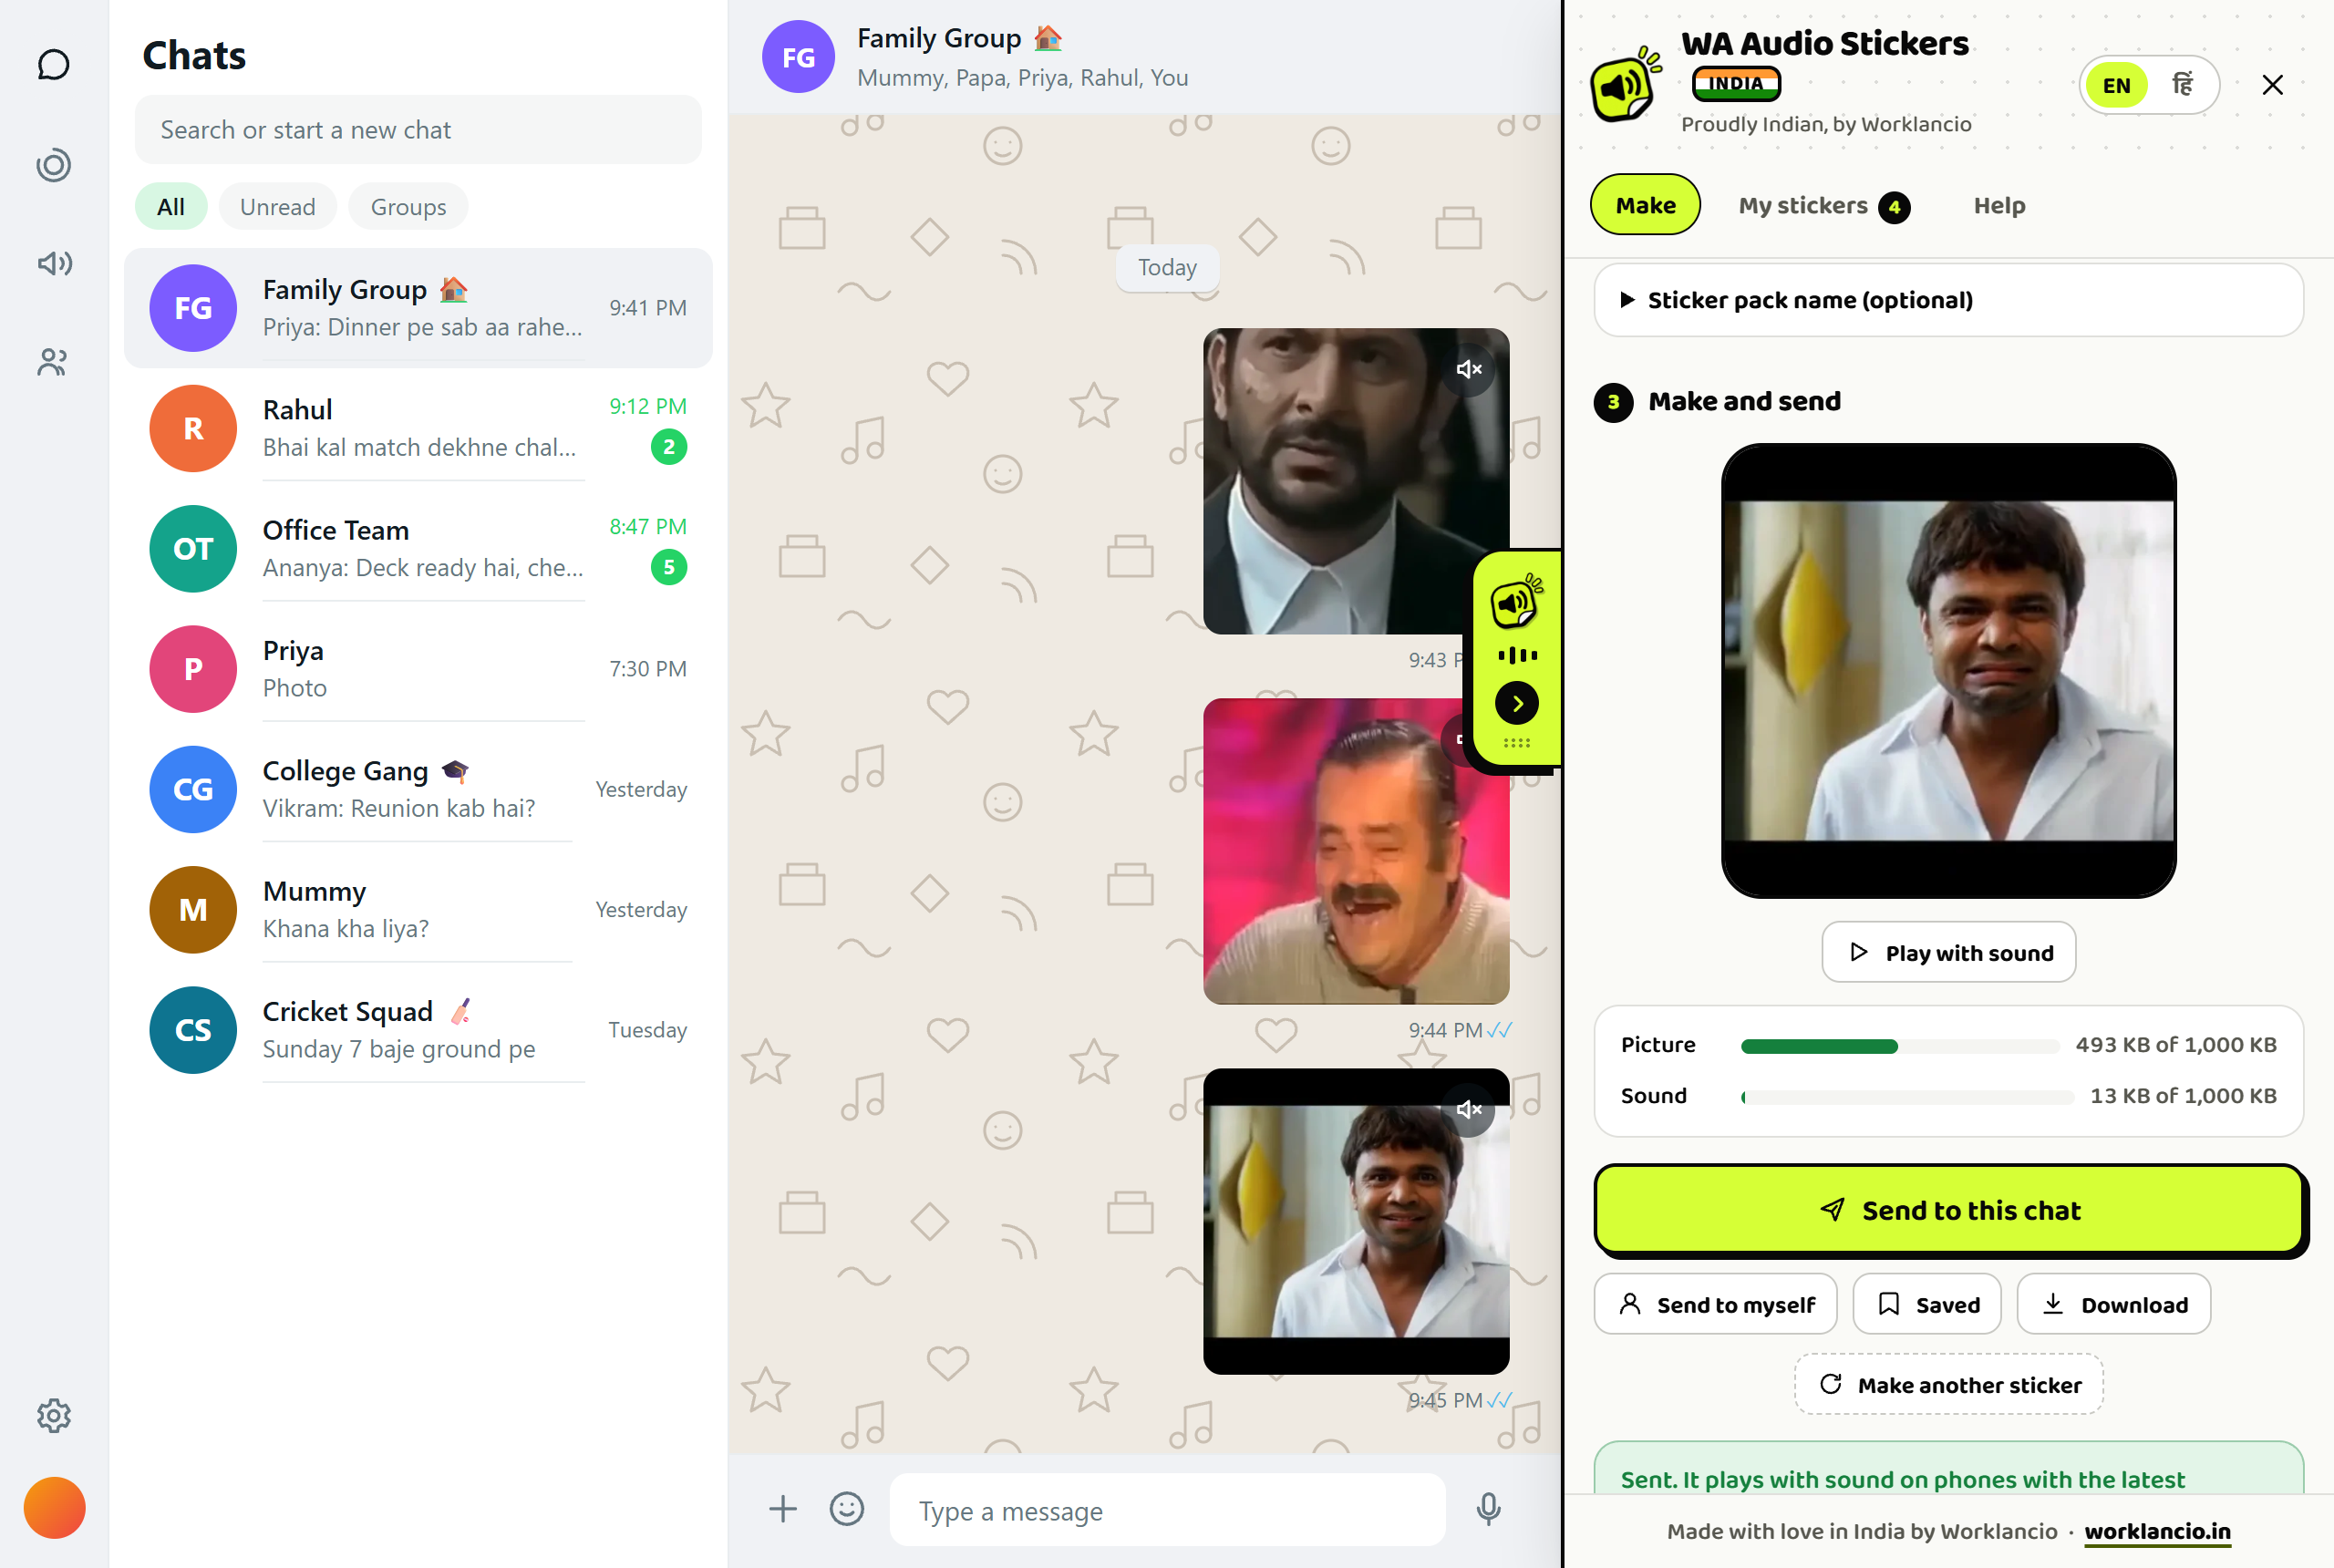 Chats
Search or start a new chat
All
Unread
Groups
FG
Family Group
9:41 PM
Priya: Dinner pe sab aa rahe...
R
Rahul
9:12 PM
Bhai kal match dekhne chal...
2
OT
Office Team
8:47 PM
Ananya: Deck ready hai, che...
5
P
Priya
7:30 PM
Photo
CG
College Gang
Yesterday
Vikram: Reunion kab hai?
M
Mummy
Yesterday
Khana kha liya?
CS
Cricket Squad
Tuesday
Sunday 7 baje ground pe
FG
Family Group
Mummy, Papa, Priya, Rahul, You
Today
9:43 P
9:44 PM
9:45 PM
Type a message
WA Audio Stickers
INDIA
Proudly Indian, by Worklancio
EN
हिं
Make
My stickers 4
Help
Sticker pack name (optional)
3 Make and send
Play with sound
Picture 493 KB of 1,000 KB
Sound 13 KB of 1,000 KB
Send to this chat
Send to myself
Saved
Download
Make another sticker
Sent. It plays with sound on phones with the latest
Made with love in India by Worklancio · worklancio.in